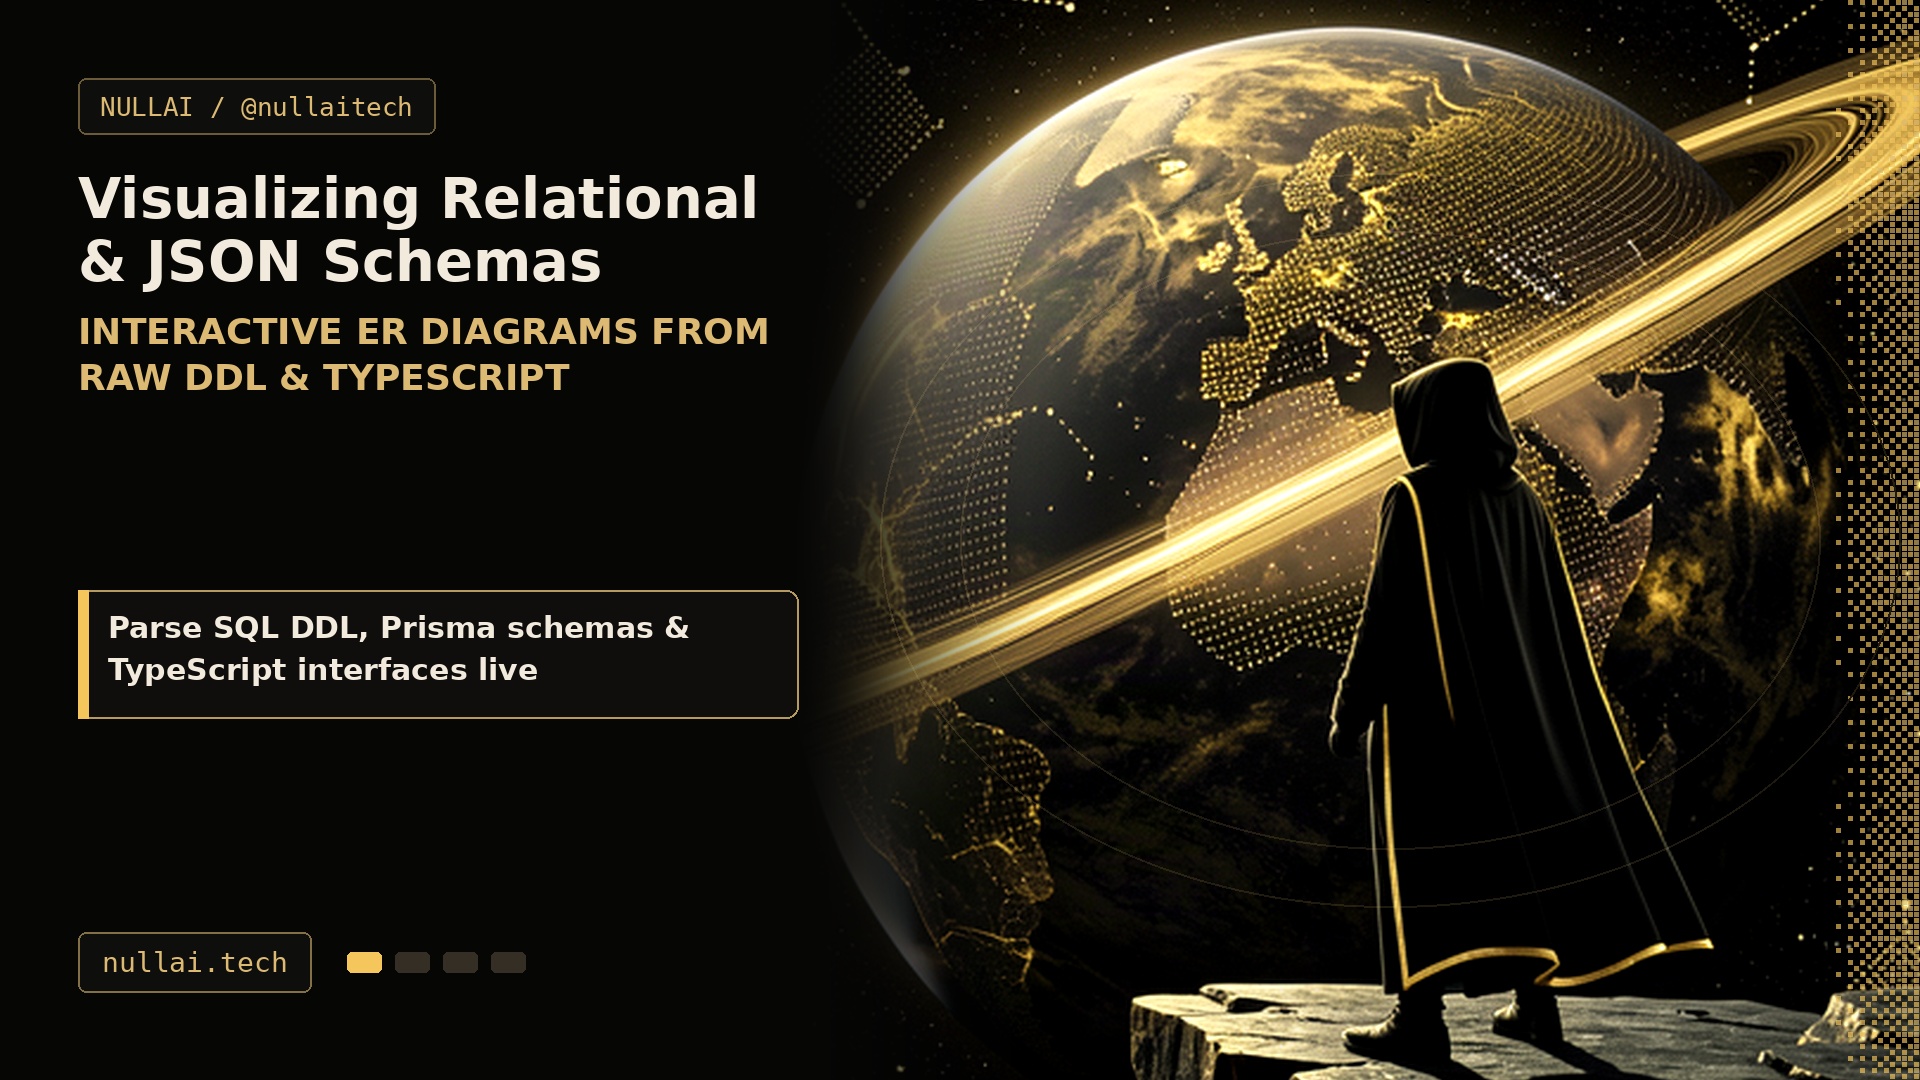 NULLAI / @nullaitech
Visualizing Relational
& JSON Schemas
INTERACTIVE ER DIAGRAMS FROM
RAW DDL & TYPESCRIPT
Parse SQL DDL, Prisma schemas &
TypeScript interfaces live
nullai.tech